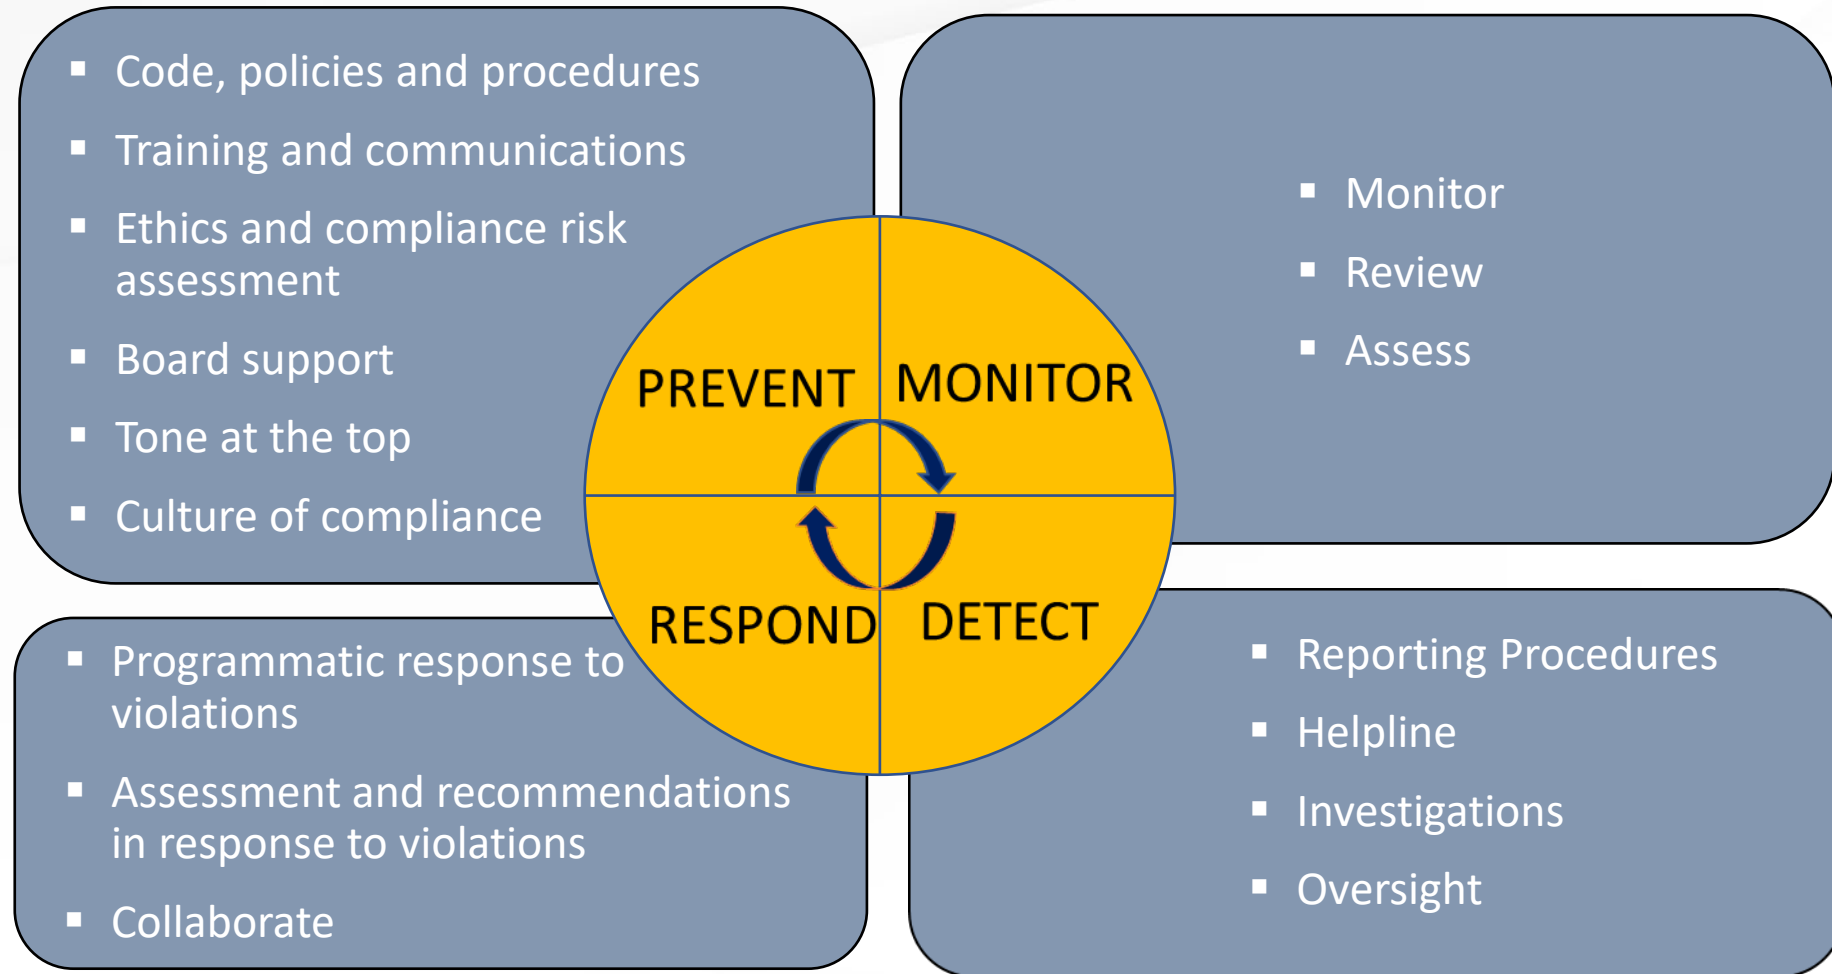 ▪ Code, policies and procedures
▪ Training and communications
▪ Ethics and compliance risk
assessment
▪ Board support
▪ Tone at the top
▪ Culture of compliance
▪ Monitor
▪ Review
▪ Assess
PREVENT
MONITOR
RESPOND
DETECT
▪ Programmatic response to
violations
▪ Assessment and recommendations
in response to violations
▪ Collaborate
▪ Reporting Procedures
▪ Helpline
▪ Investigations
▪ Oversight